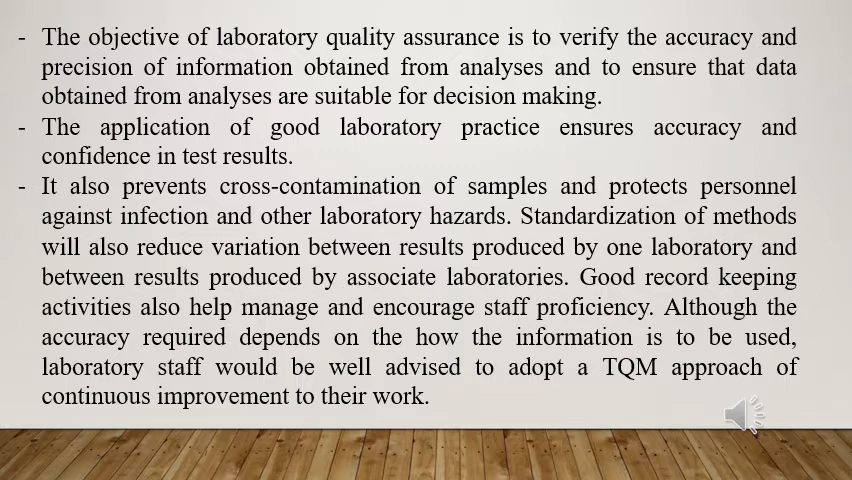 - The objective of laboratory quality assurance is to verify the accuracy and
precision of information obtained from analyses and to ensure that data
obtained from analyses are suitable for decision making.
- The application of good laboratory practice ensures accuracy and
confidence in test results.
- It also prevents cross-contamination of samples and protects personnel
against infection and other laboratory hazards. Standardization of methods
will also reduce variation between results produced by one laboratory and
between results produced by associate laboratories. Good record keeping
activities also help manage and encourage staff proficiency. Although the
accuracy required depends on the how the information is to be used,
laboratory staff would be well advised to adopt a TQM approach of
continuous improvement to their work.